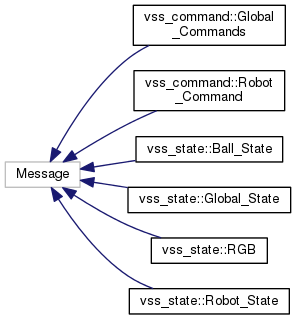 vss_command::Global
_Commands
vss_command::Robot
_Command
vss_state::Ball_State
Message
vss_state::Global_State
vss_state::RGB
vss_state::Robot_State